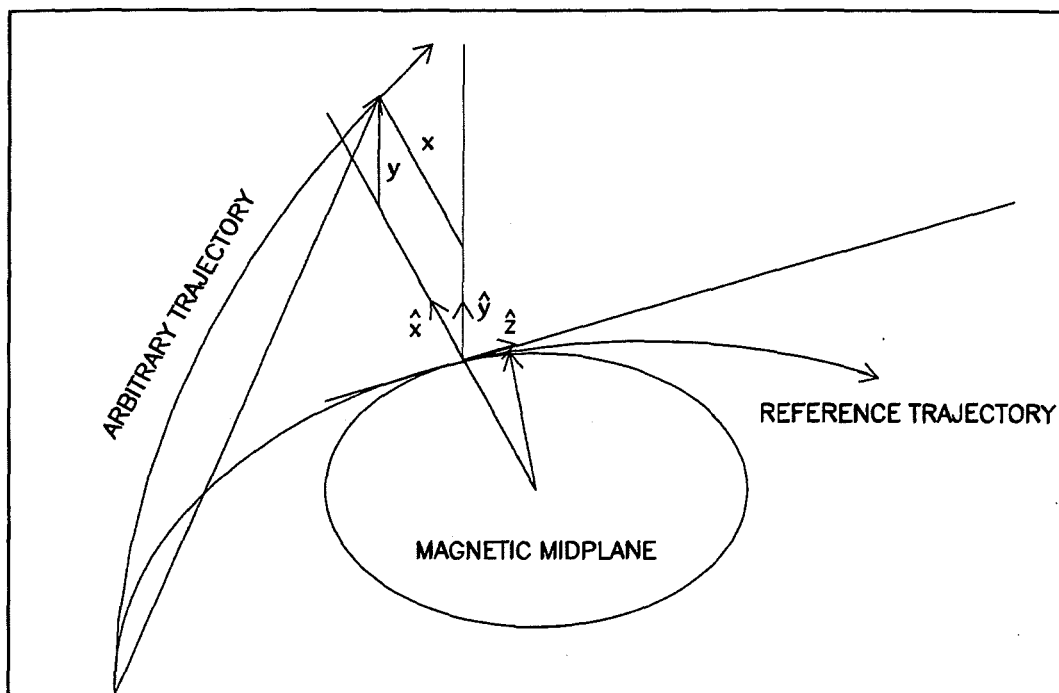 x
y
ARBITRARY TRAJECTORY
x̂
ŷ
ẑ
REFERENCE TRAJECTORY
MAGNETIC MIDPLANE